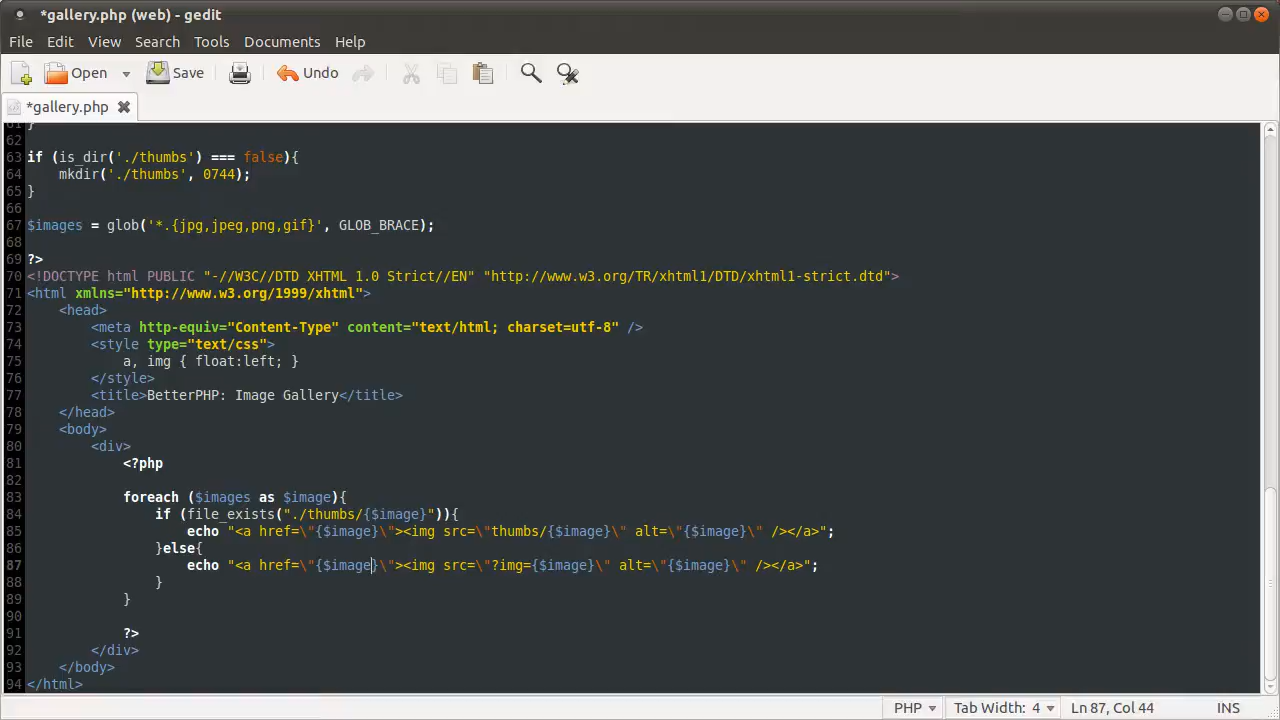 *gallery.php (web) - gedit
File Edit View Search Tools Documents Help
Open Save Undo
*gallery.php
61 }
62
63 if (is_dir('./thumbs') === false){
64 mkdir('./thumbs', 0744);
65 }
66
67 $images = glob('*.{jpg,jpeg,png,gif}', GLOB_BRACE);
68
69 ?>
70 <!DOCTYPE html PUBLIC "-//W3C//DTD XHTML 1.0 Strict//EN" "http://www.w3.org/TR/xhtml1/DTD/xhtml1-strict.dtd">
71 <html xmlns="http://www.w3.org/1999/xhtml">
72 <head>
73 <meta http-equiv="Content-Type" content="text/html; charset=utf-8" />
74 <style type="text/css">
75 a, img { float:left; }
76 </style>
77 <title>BetterPHP: Image Gallery</title>
78 </head>
79 <body>
80 <div>
81 <?php
82
83 foreach ($images as $image){
84 if (file_exists("./thumbs/{$image}")){
85 echo "<a href=\"{$image}\"><img src=\"thumbs/{$image}\" alt=\"{$image}\" /></a>";
86 }else{
87 echo "<a href=\"{$image}\"><img src=\"?img={$image}\" alt=\"{$image}\" /></a>";
88 }
89 }
90
91 ?>
92 </div>
93 </body>
94 </html>
PHP Tab Width: 4 Ln 87, Col 44 INS